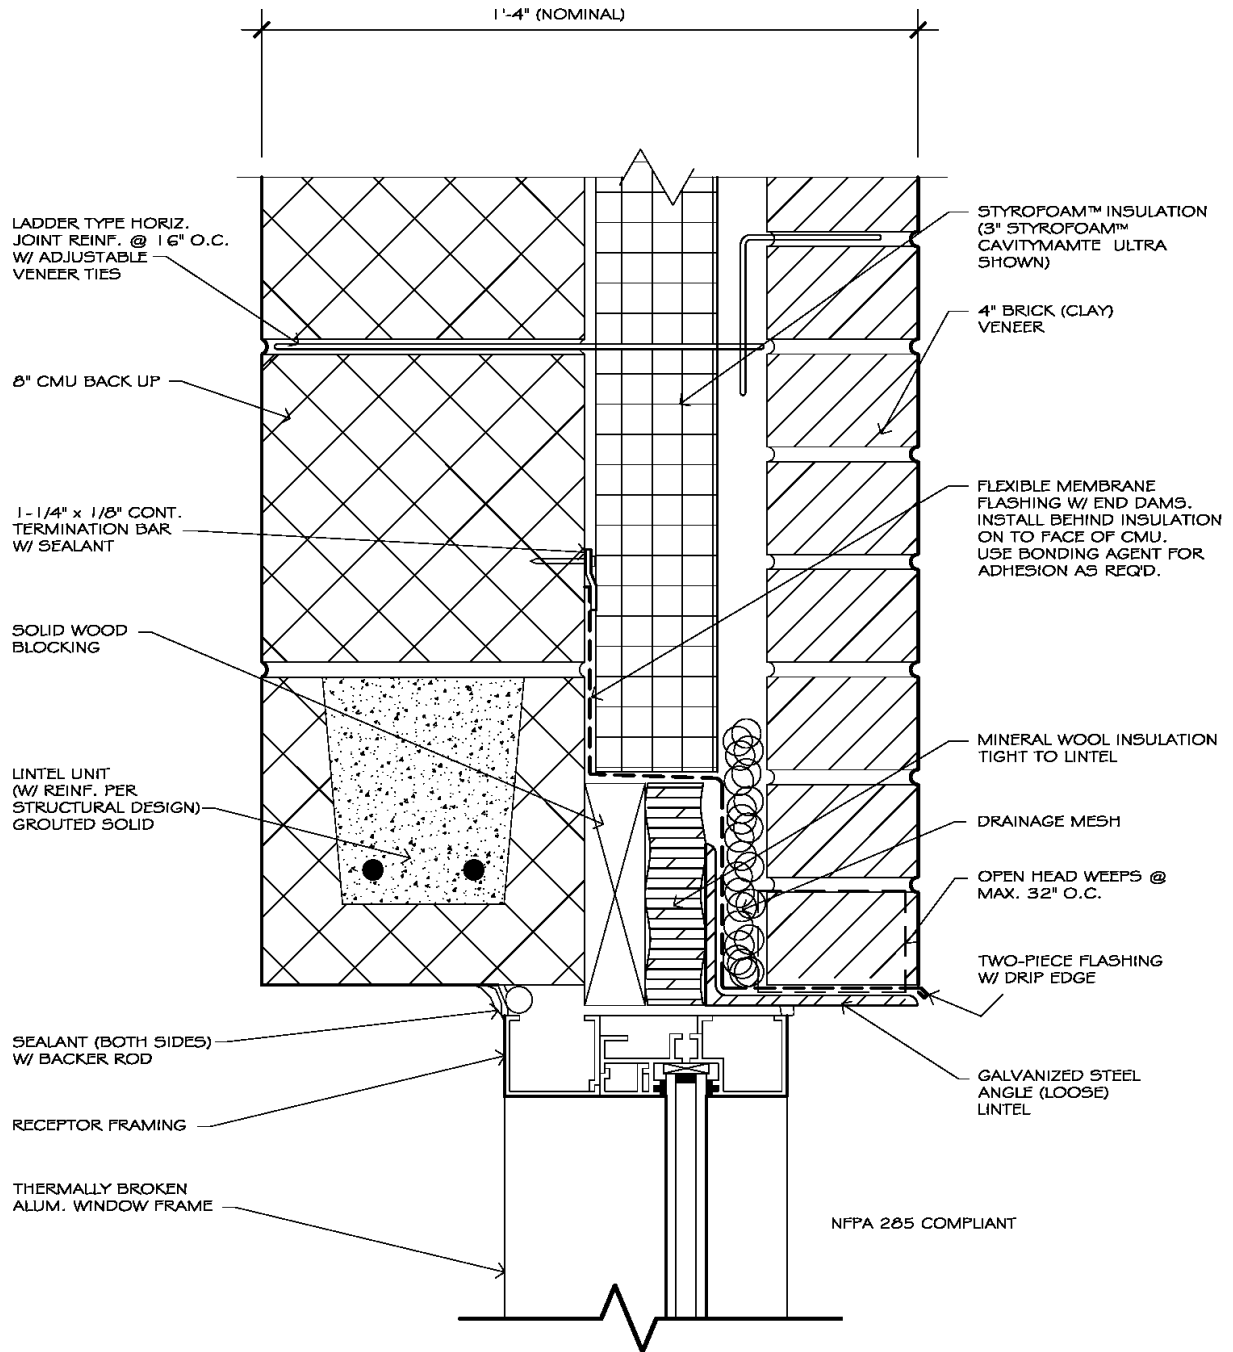 1'-4" (NOMINAL)
LADDER TYPE HORIZ.
JOINT REINF. @ 16" O.C.
W/ ADJUSTABLE
VENEER TIES
8" CMU BACK UP
1-1/4" x 1/8" CONT.
TERMINATION BAR
W/ SEALANT
SOLID WOOD
BLOCKING
LINTEL UNIT
(W/ REINF. PER
STRUCTURAL DESIGN)
GROUTED SOLID
SEALANT (BOTH SIDES)
W/ BACKER ROD
RECEPTOR FRAMING
THERMALLY BROKEN
ALUM. WINDOW FRAME
STYROFOAM™ INSULATION
(3" STYROFOAM™
CAVITYMAMTE ULTRA
SHOWN)
4" BRICK (CLAY)
VENEER
FLEXIBLE MEMBRANE
FLASHING W/ END DAMS.
INSTALL BEHIND INSULATION
ON TO FACE OF CMU.
USE BONDING AGENT FOR
ADHESION AS REQ'D.
MINERAL WOOL INSULATION
TIGHT TO LINTEL
DRAINAGE MESH
OPEN HEAD WEEPS @
MAX. 32" O.C.
TWO-PIECE FLASHING
W/ DRIP EDGE
GALVANIZED STEEL
ANGLE (LOOSE)
LINTEL
NFPA 285 COMPLIANT